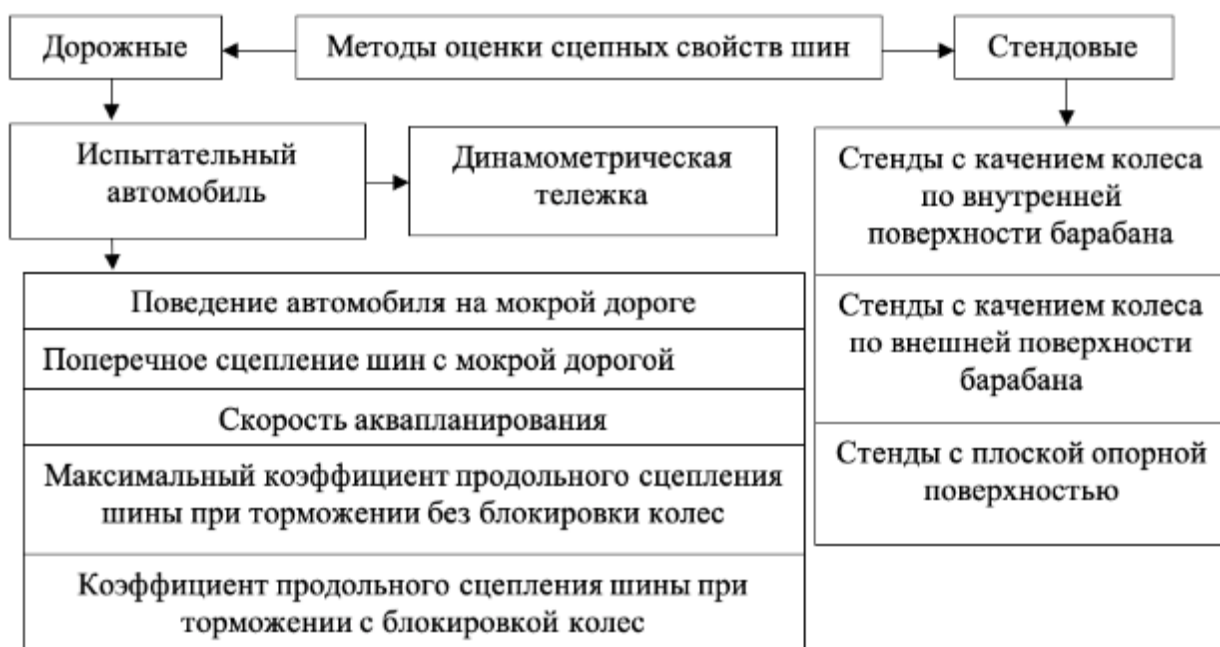 Дорожные
Методы оценки сцепных свойств шин
Стендовые
Испытательный
автомобиль
Динамометрическая
тележка
Поведение автомобиля на мокрой дороге
Поперечное сцепление шин с мокрой дорогой
Скорость аквапланирования
Максимальный коэффициент продольного сцепления
шины при торможении без блокировки колес
Коэффициент продольного сцепления шины при
торможении с блокировкой колес
Стенды с качением колеса
по внутренней
поверхности барабана
Стенды с качением колеса
по внешней поверхности
барабана
Стенды с плоской опорной
поверхностью